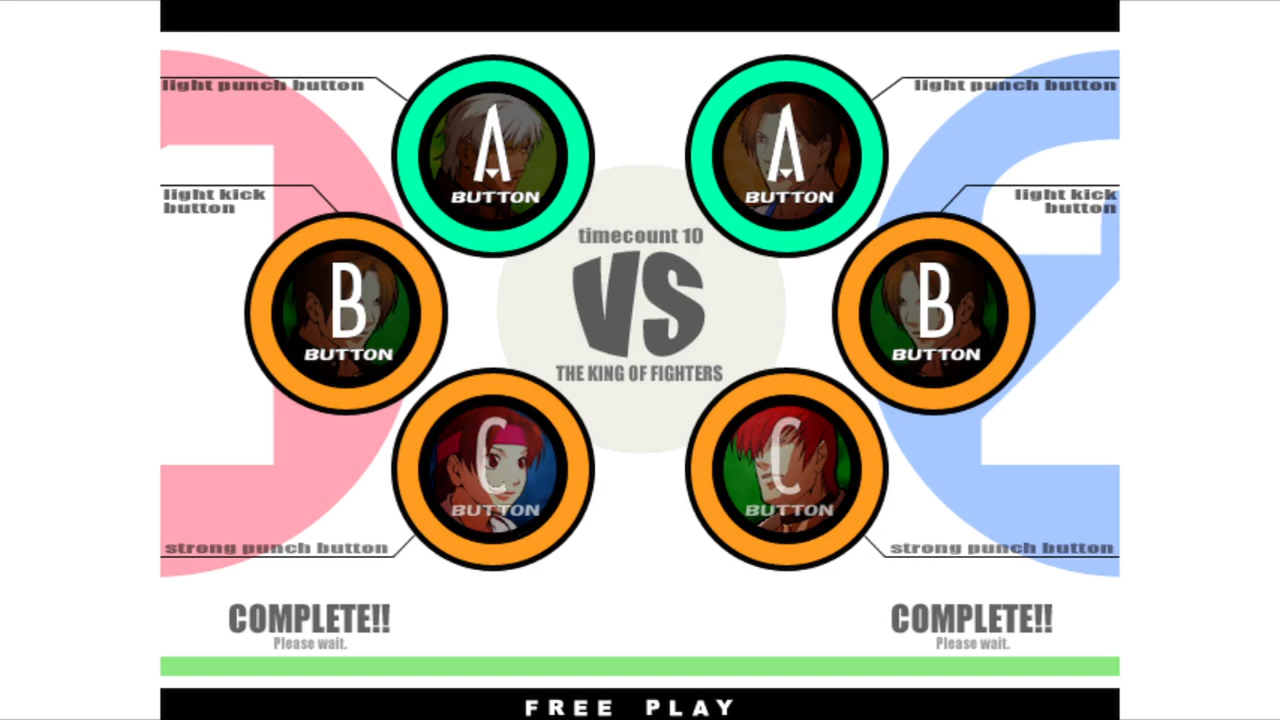 light punch button
light punch button
A
BUTTON
A
BUTTON
light kick
button
light kick
button
timecount 10
VS
THE KING OF FIGHTERS
B
BUTTON
B
BUTTON
C
BUTTON
C
BUTTON
strong punch button
strong punch button
COMPLETE!!
Please wait.
COMPLETE!!
Please wait.
FREE PLAY
1
2